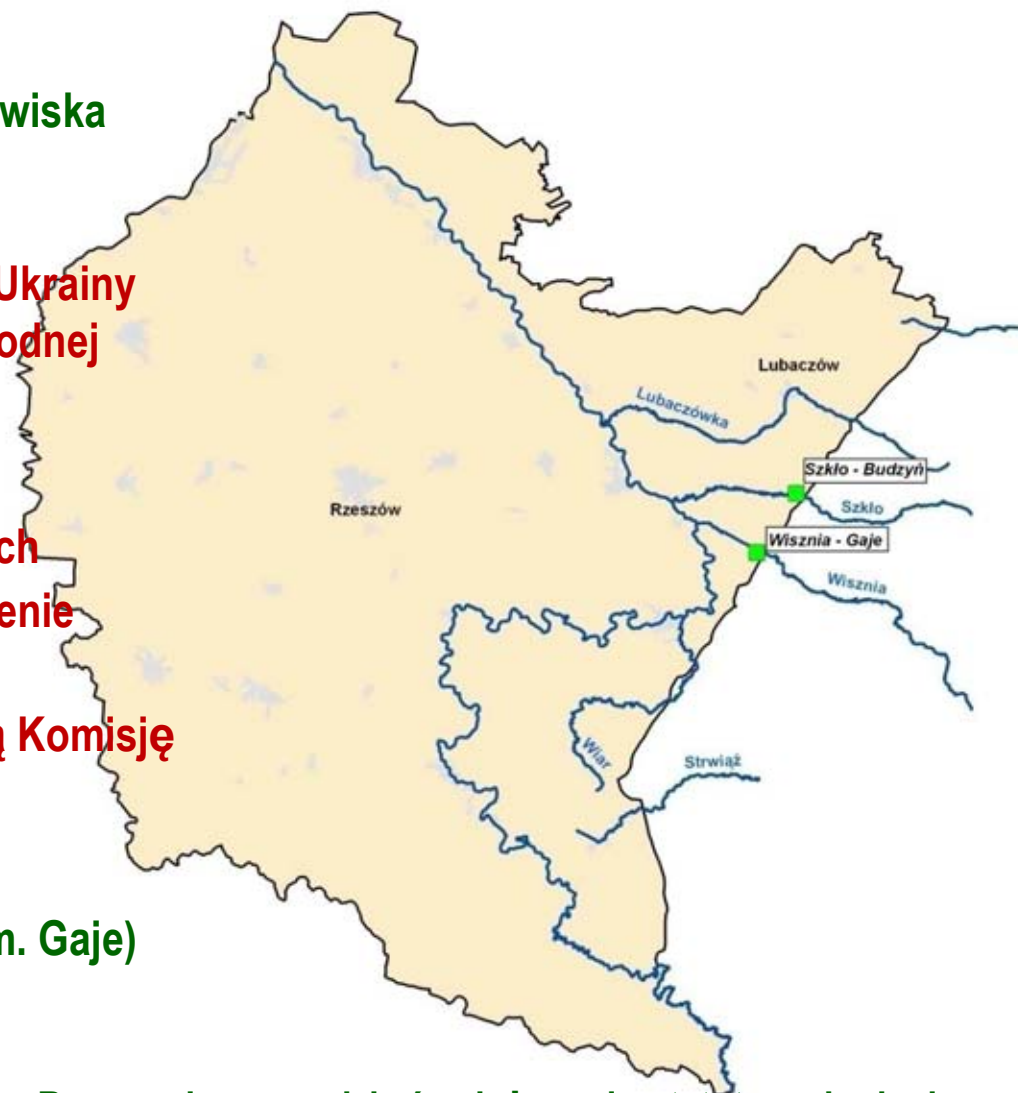 wiska
Ukrainy
odnej
Lubaczów
Lubaczówka
Szkło - Budzyń
Szkło
Rzeszów
Wisznia - Gaje
ch
Wisznia
enie
ą Komisję
Wiar
Strwiąż
m. Gaje)